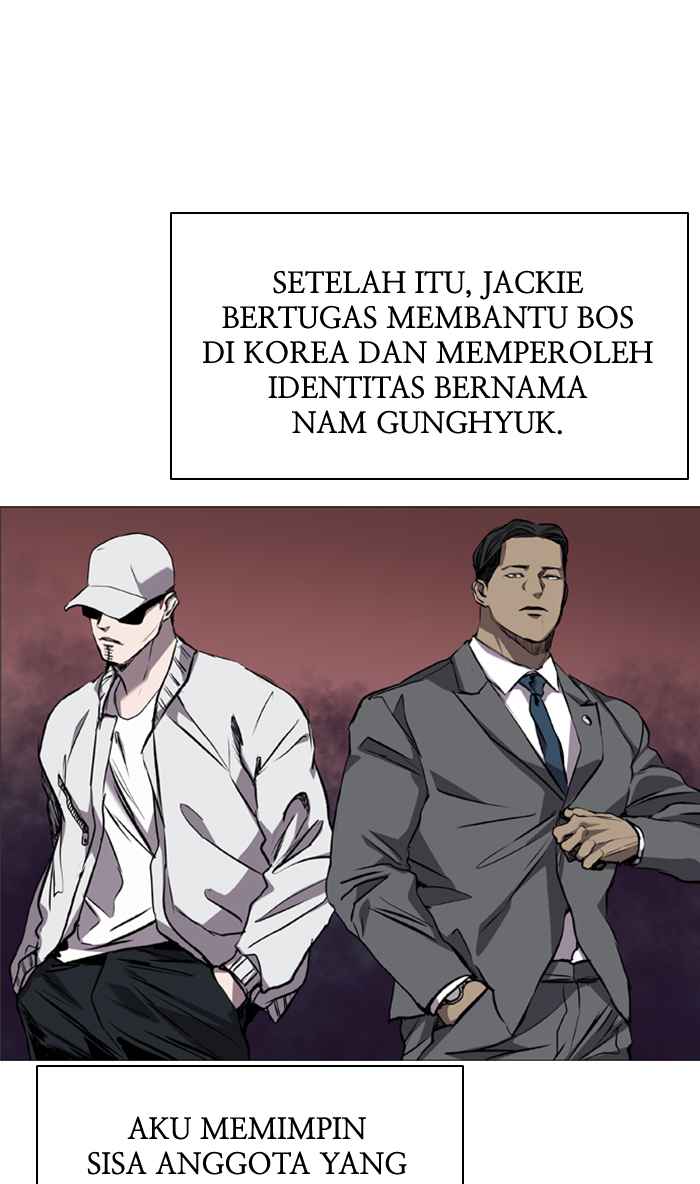 SETELAH ITU, JACKIE
BERTUGAS MEMBANTU BOS
DI KOREA DAN MEMPEROLEH
IDENTITAS BERNAMA
NAM GUNGHYUK.
AKU MEMIMPIN
SISA ANGGOTA YANG